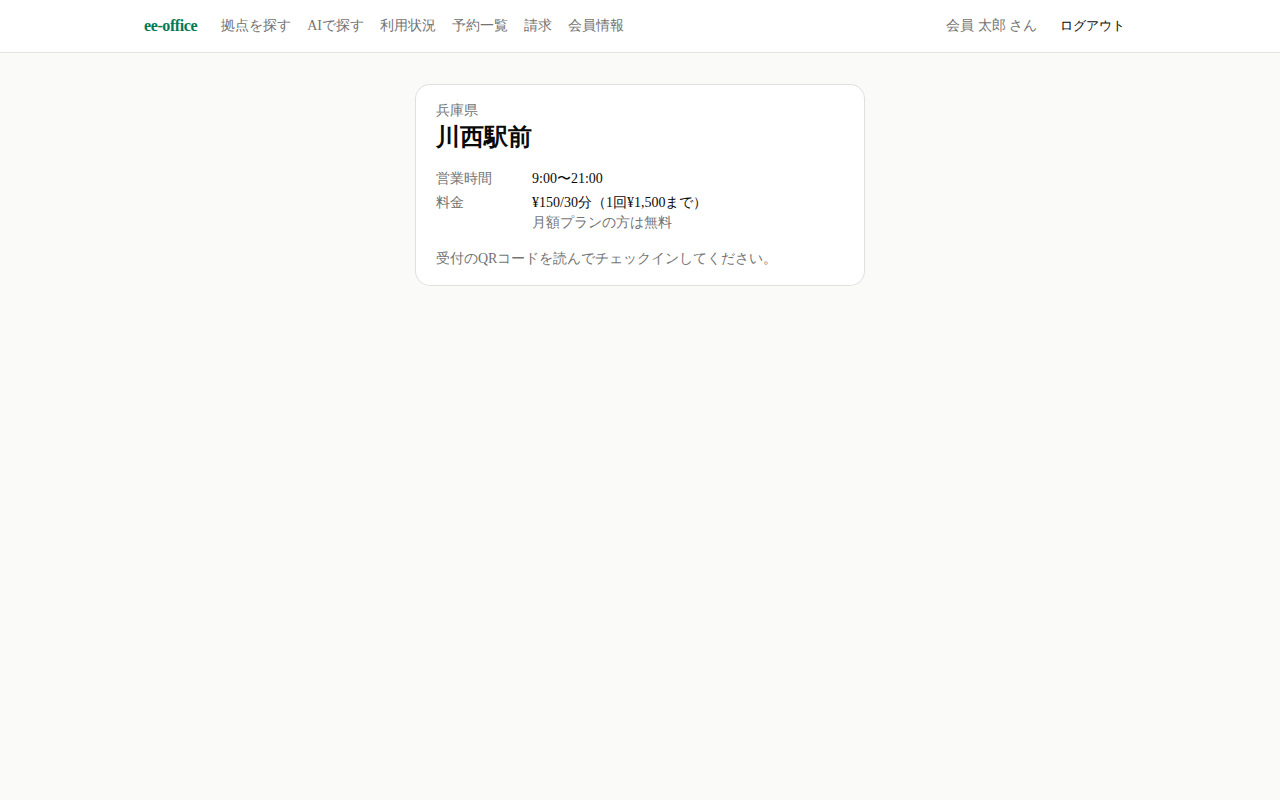 ee-office 拠点を探す AIで探す 利用状況 予約一覧 請求 会員情報 会員 太郎 さん ログアウト
兵庫県
川西駅前
営業時間 9:00〜21:00
料金 ¥150/30分（1回¥1,500まで）
月額プランの方は無料
受付のQRコードを読んでチェックインしてください。